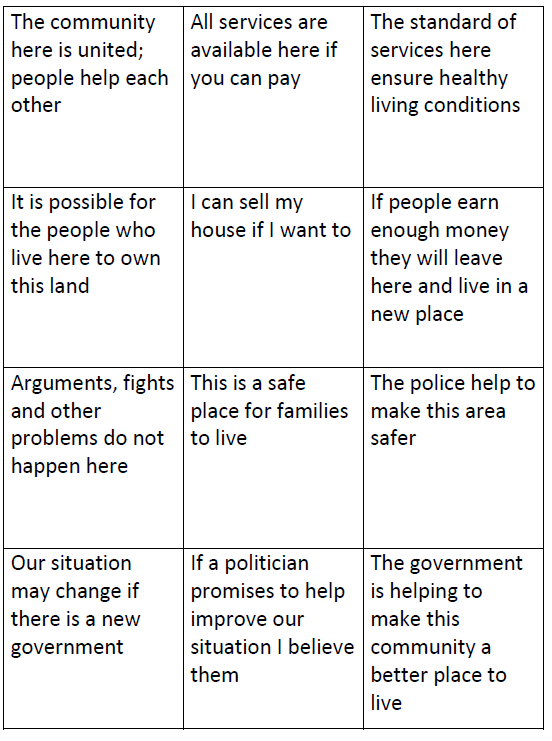 The community
here is united;
people help each
other
All services are
available here if
you can pay
The standard of
services here
ensure healthy
living conditions
It is possible for
the people who
live here to own
this land
I can sell my
house if I want to
If people earn
enough money
they will leave
here and live in a
new place
Arguments, fights
and other
problems do not
happen here
This is a safe
place for families
to live
The police help to
make this area
safer
Our situation
may change if
there is a new
government
If a politician
promises to help
improve our
situation I believe
them
The government
is helping to
make this
community a
better place to
live